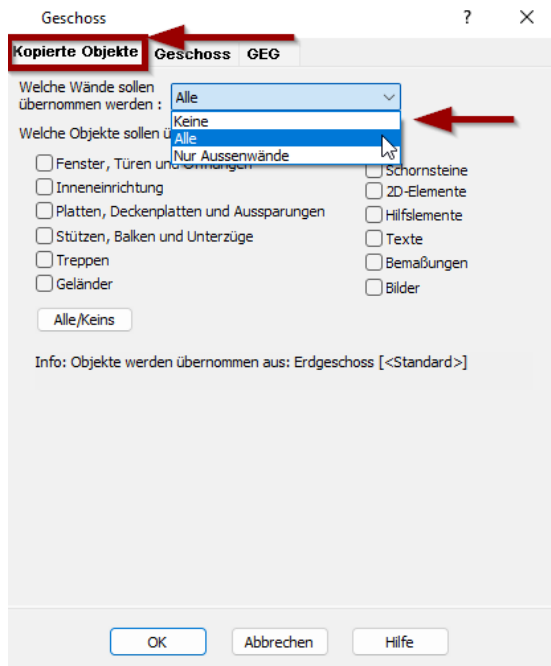 Geschoss ?
Kopierte Objekte Geschoss GEG
Welche Wände sollen
übernommen werden : Alle
Keine
Alle
Nur Aussenwände
Welche Objekte sollen ü
Fenster, Türen und Öffnungen
Inneneinrichtung
Platten, Deckenplatten und Aussparungen
Stützen, Balken und Unterzüge
Treppen
Geländer
Schornsteine
2D-Elemente
Hilfslemente
Texte
Bemaßungen
Bilder
Alle/Keins
Info: Objekte werden übernommen aus: Erdgeschoss [<Standard>]
OK Abbrechen Hilfe